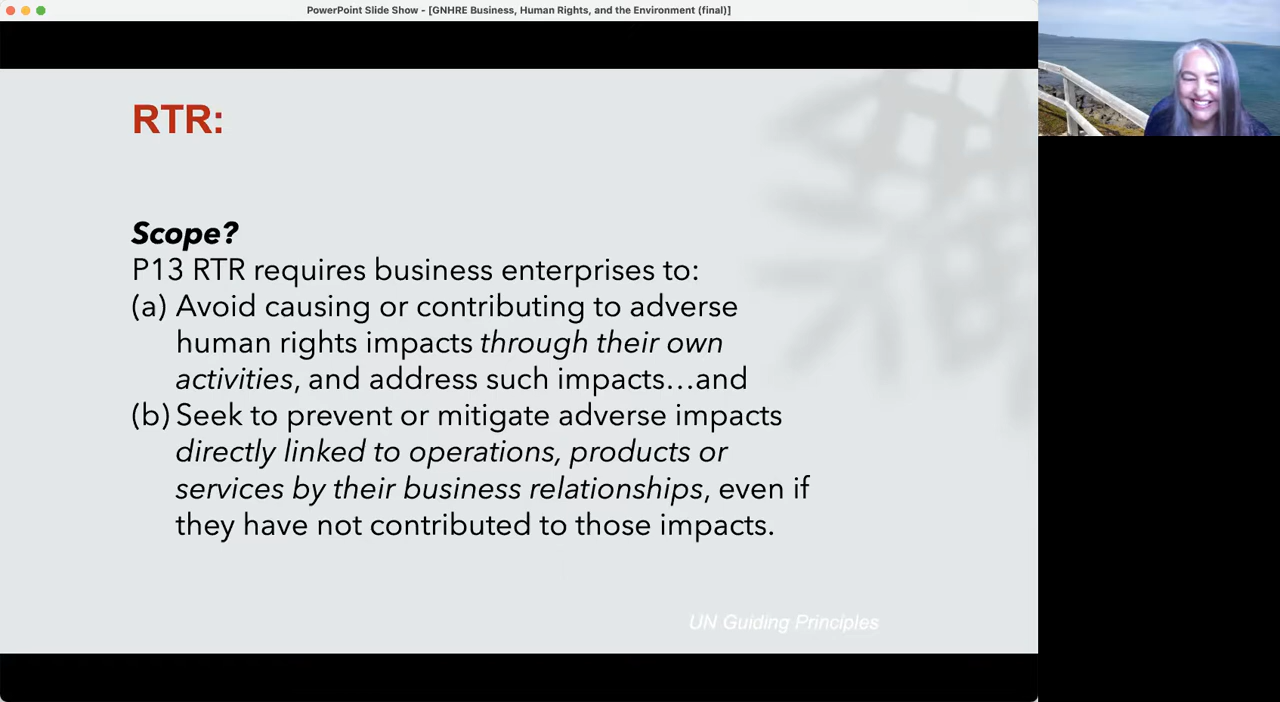 PowerPoint Slide Show - [GNHRE Business, Human Rights, and the Environment (final)]
RTR:
Scope?
P13 RTR requires business enterprises to:
(a) Avoid causing or contributing to adverse
human rights impacts through their own
activities, and address such impacts…and
(b) Seek to prevent or mitigate adverse impacts
directly linked to operations, products or
services by their business relationships, even if
they have not contributed to those impacts.
UN Guiding Principles